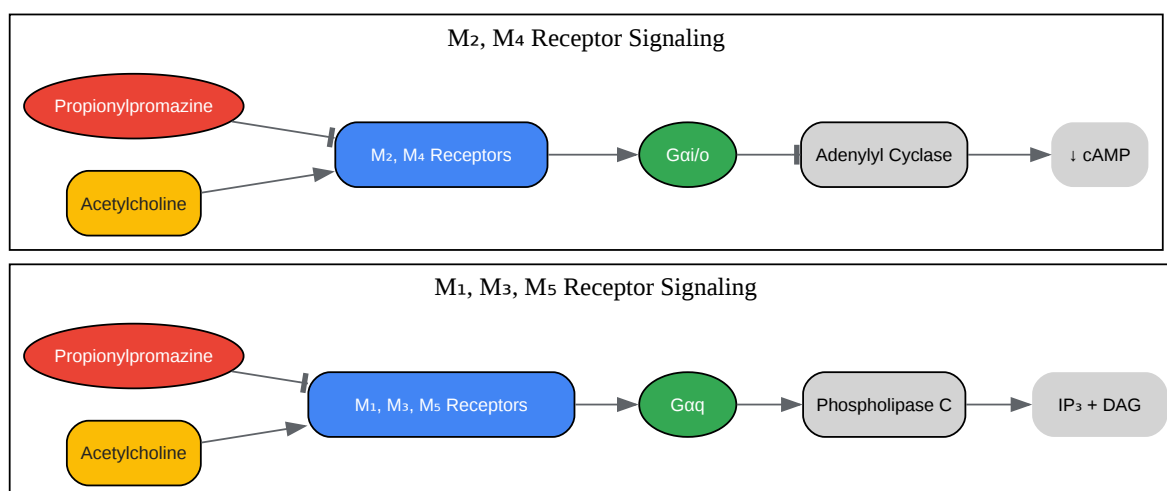 M₂, M₄ Receptor Signaling
Propionylpromazine
M₂, M₄ Receptors
Gαi/o
Adenylyl Cyclase
↓ cAMP
Acetylcholine
M₁, M₃, M₅ Receptor Signaling
Propionylpromazine
M₁, M₃, M₅ Receptors
Gαq
Phospholipase C
IP₃ + DAG
Acetylcholine